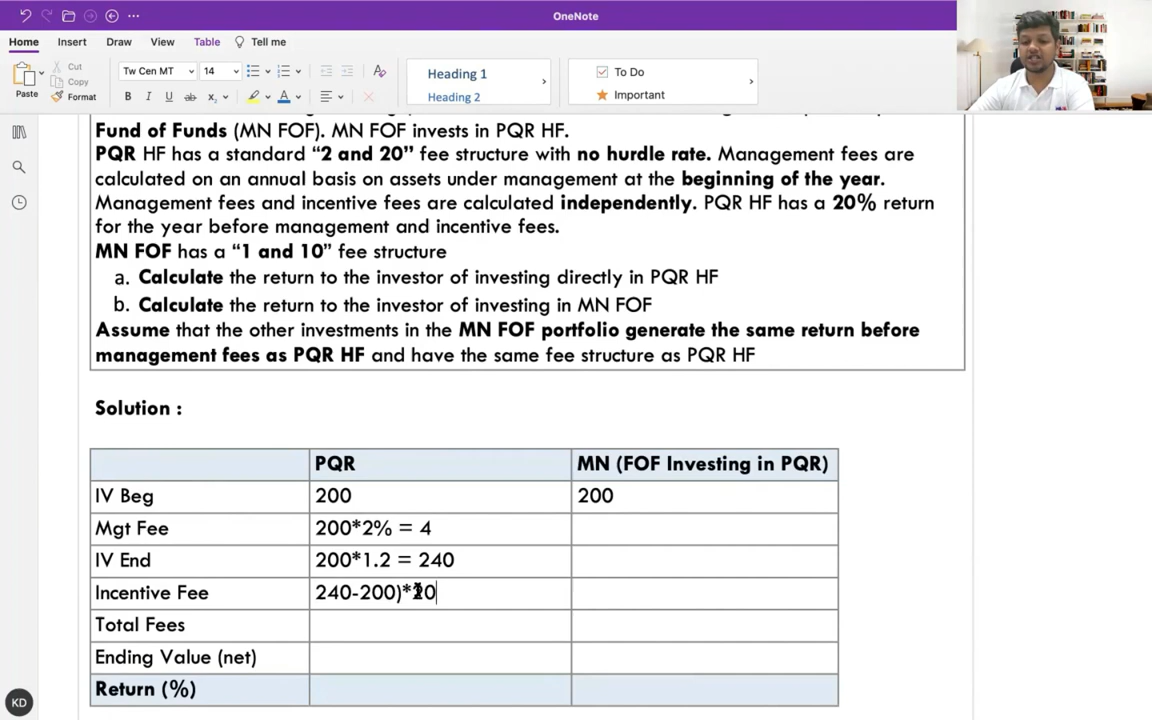 OneNote
Home Insert Draw View Table Tell me
Paste Cut Copy Format
Tw Cen MT 14
Heading 1
Heading 2
To Do
Important
Fund of Funds (MN FOF). MN FOF invests in PQR HF.
PQR HF has a standard “2 and 20” fee structure with no hurdle rate. Management fees are
calculated on an annual basis on assets under management at the beginning of the year.
Management fees and incentive fees are calculated independently. PQR HF has a 20% return
for the year before management and incentive fees.
MN FOF has a “1 and 10” fee structure
a. Calculate the return to the investor of investing directly in PQR HF
b. Calculate the return to the investor of investing in MN FOF
Assume that the other investments in the MN FOF portfolio generate the same return before
management fees as PQR HF and have the same fee structure as PQR HF
Solution :
PQR MN (FOF Investing in PQR)
IV Beg 200 200
Mgt Fee 200*2% = 4
IV End 200*1.2 = 240
Incentive Fee 240-200)*20
Total Fees
Ending Value (net)
Return (%)
KD